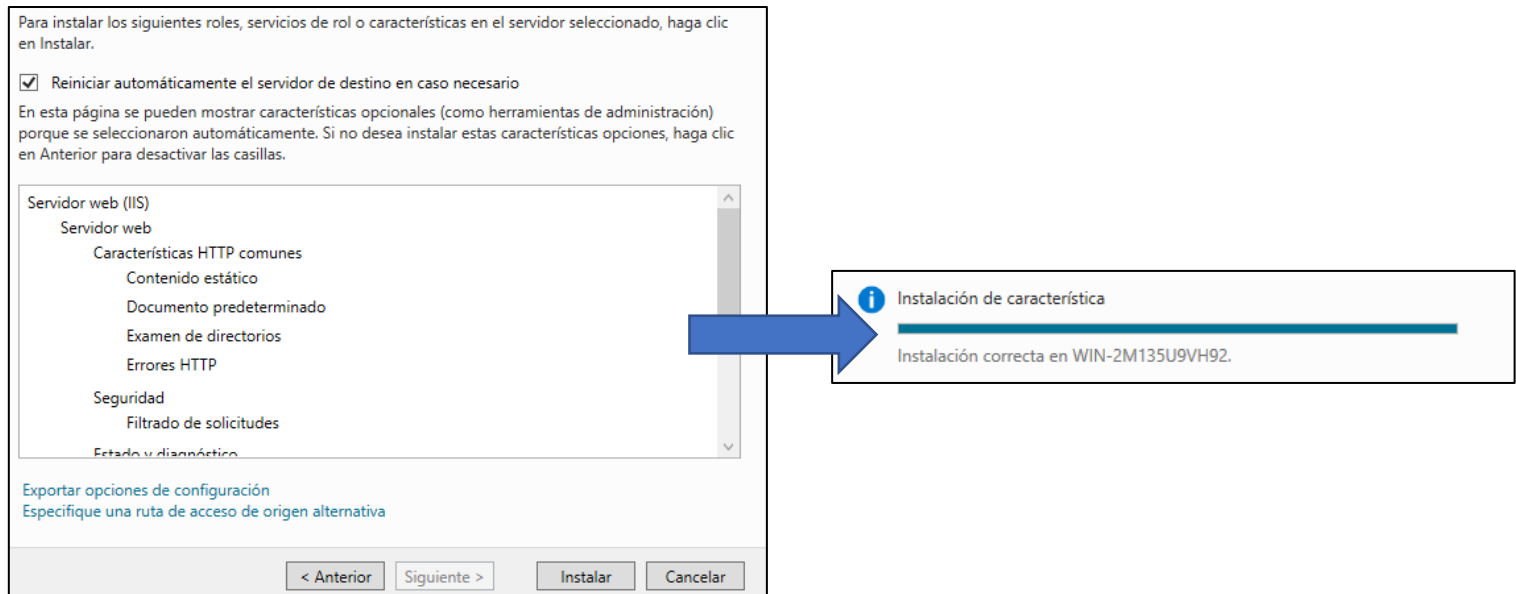 Para instalar los siguientes roles, servicios de rol o características en el servidor seleccionado, haga clic
en Instalar.
Reiniciar automáticamente el servidor de destino en caso necesario
En esta página se pueden mostrar características opcionales (como herramientas de administración)
porque se seleccionaron automáticamente. Si no desea instalar estas características opciones, haga clic
en Anterior para desactivar las casillas.
Servidor web (IIS)
Servidor web
Características HTTP comunes
Contenido estático
Documento predeterminado
Examen de directorios
Errores HTTP
Seguridad
Filtrado de solicitudes
Estado y diagnóstico
Exportar opciones de configuración
Especifique una ruta de acceso de origen alternativa
< Anterior
Siguiente >
Instalar
Cancelar
Instalación de característica
Instalación correcta en WIN-2M135U9VH92.